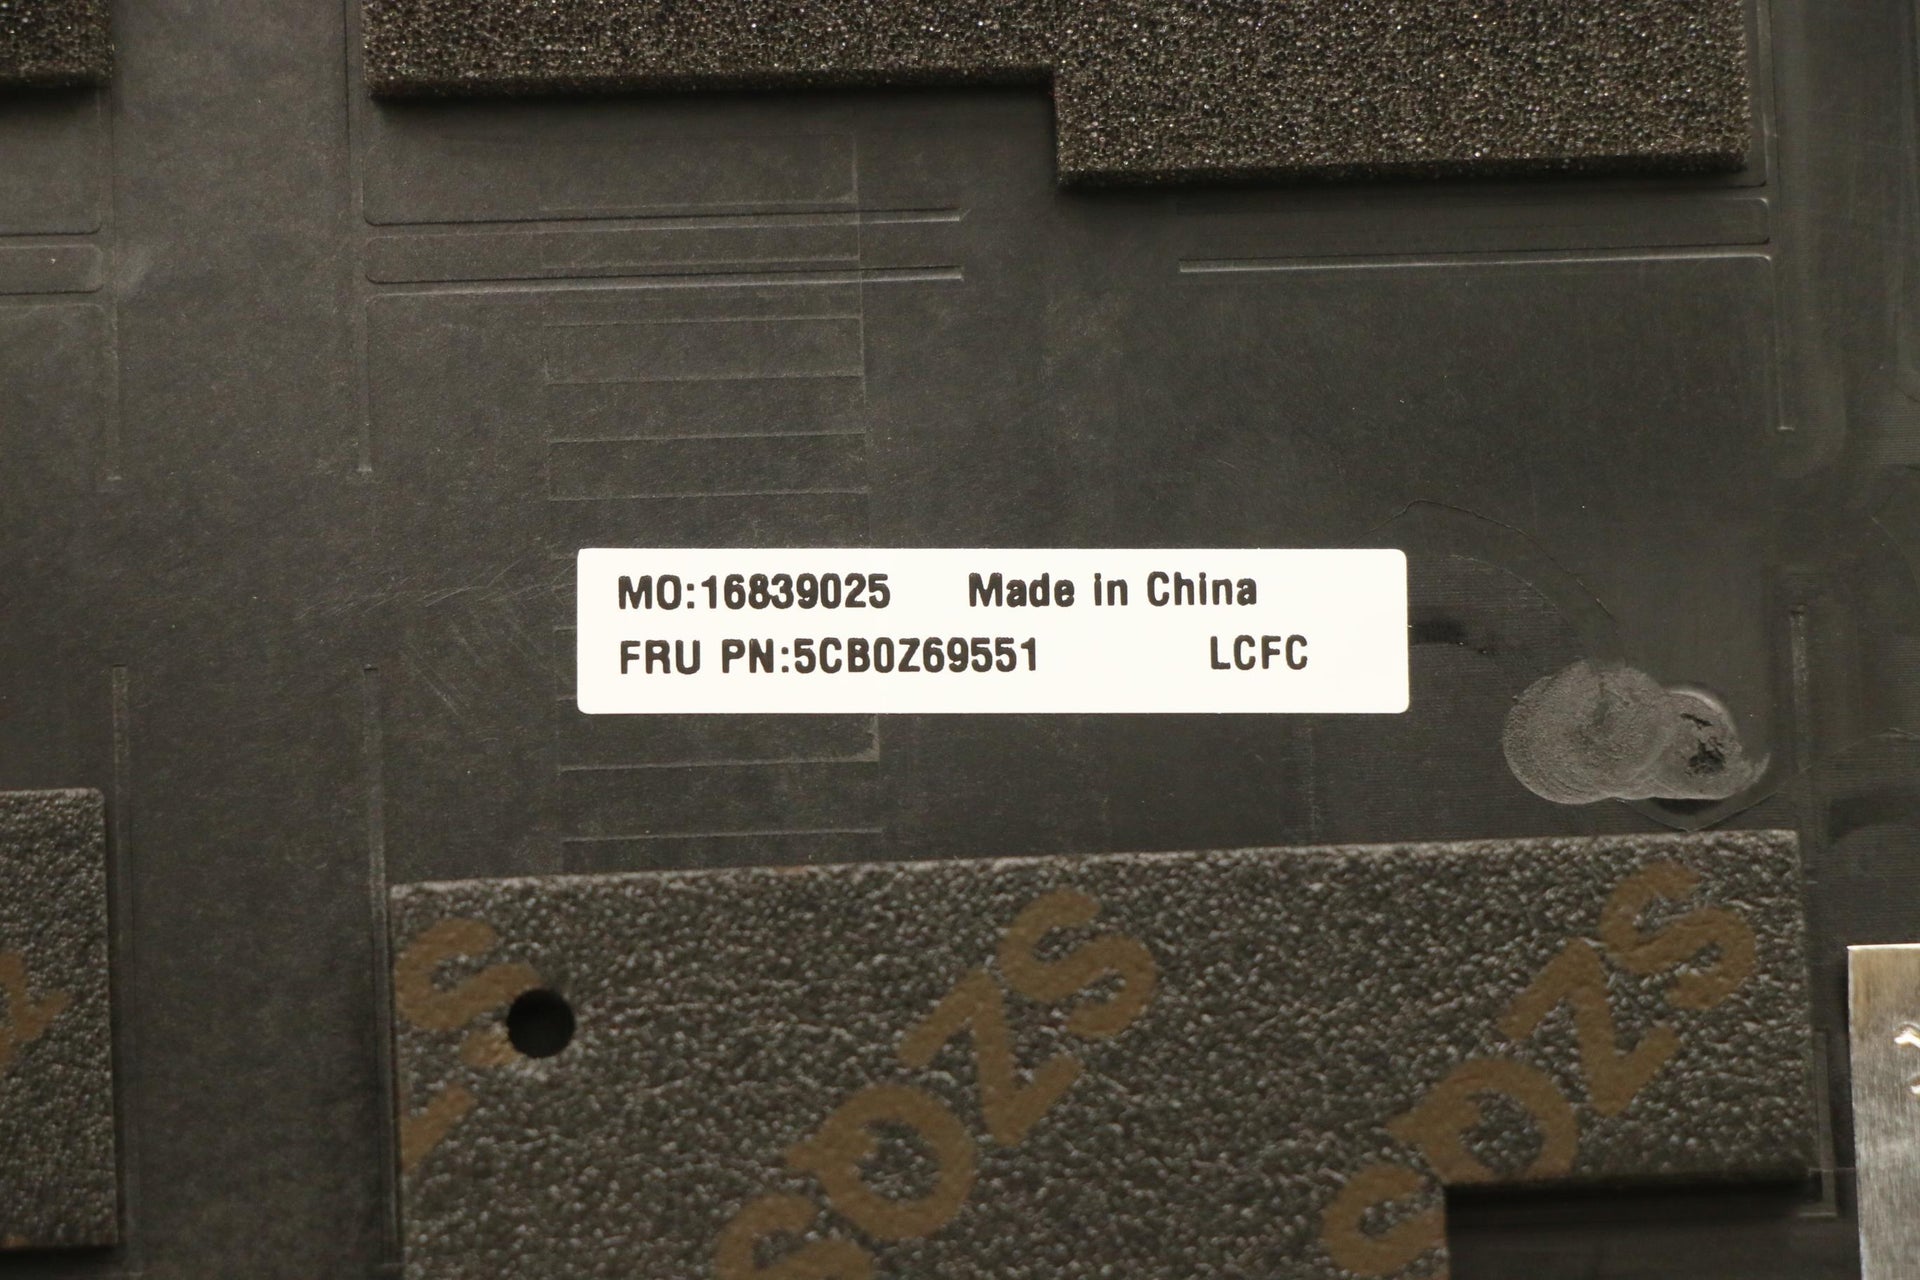 MO:16839025 Made in China
FRU PN:5CB0Z69551 LCFC